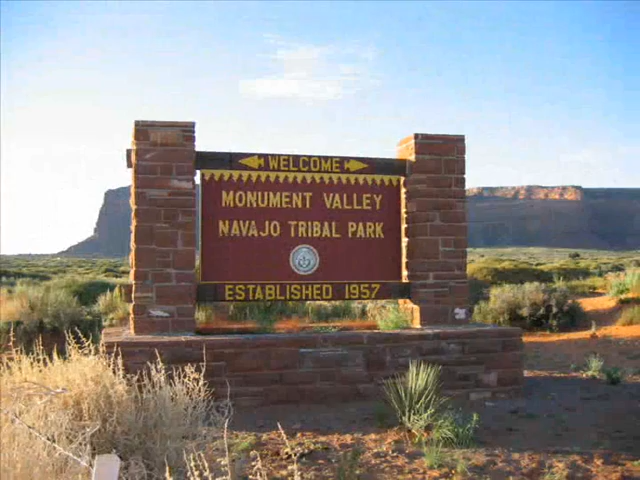 WELCOME
MONUMENT VALLEY
NAVAJO TRIBAL PARK
ESTABLISHED 1957